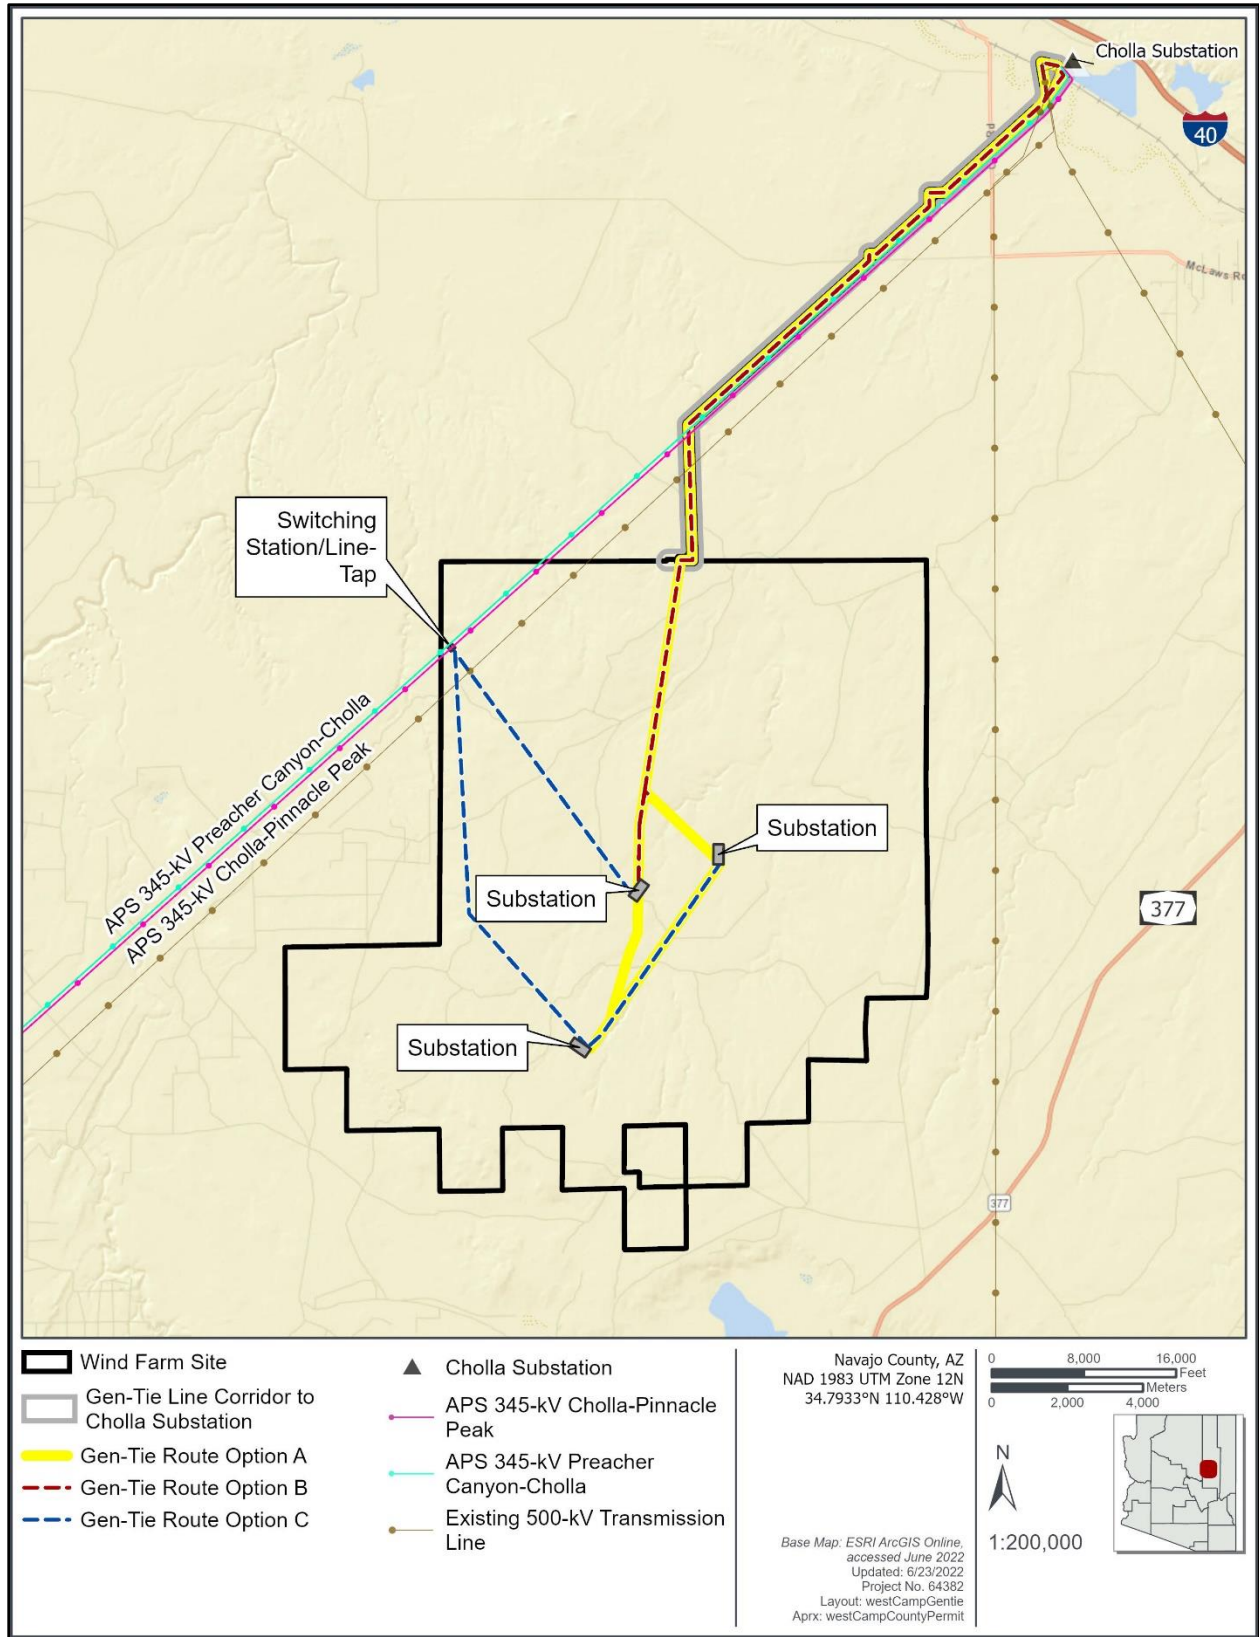 Cholla Substation
40
McLaws Rd
Switching
Station/Line-
Tap
APS 345-kV Preacher Canyon-Cholla
APS 345-kV Cholla-Pinnacle Peak
Substation
Substation
377
Substation
377
Wind Farm Site
Gen-Tie Line Corridor to
Cholla Substation
Gen-Tie Route Option A
Gen-Tie Route Option B
Gen-Tie Route Option C
Cholla Substation
APS 345-kV Cholla-Pinnacle
Peak
APS 345-kV Preacher
Canyon-Cholla
Existing 500-kV Transmission
Line
Navajo County, AZ
NAD 1983 UTM Zone 12N
34.7933°N 110.428°W
Base Map: ESRI ArcGIS Online,
accessed June 2022
Updated: 6/23/2022
Project No. 64382
Layout: westCampGentie
Aprx: westCampCountyPermit
0 8,000 16,000
Feet
Meters
0 2,000 4,000
N
1:200,000